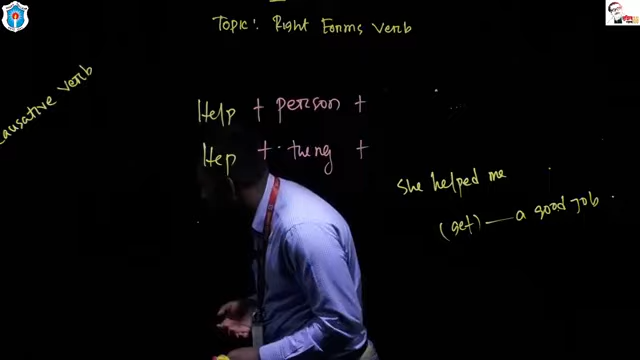 Topic: Right Forms Verb
Causative Verb
Help + person +
Hep + thing +
She helped me
(get) — a good job.